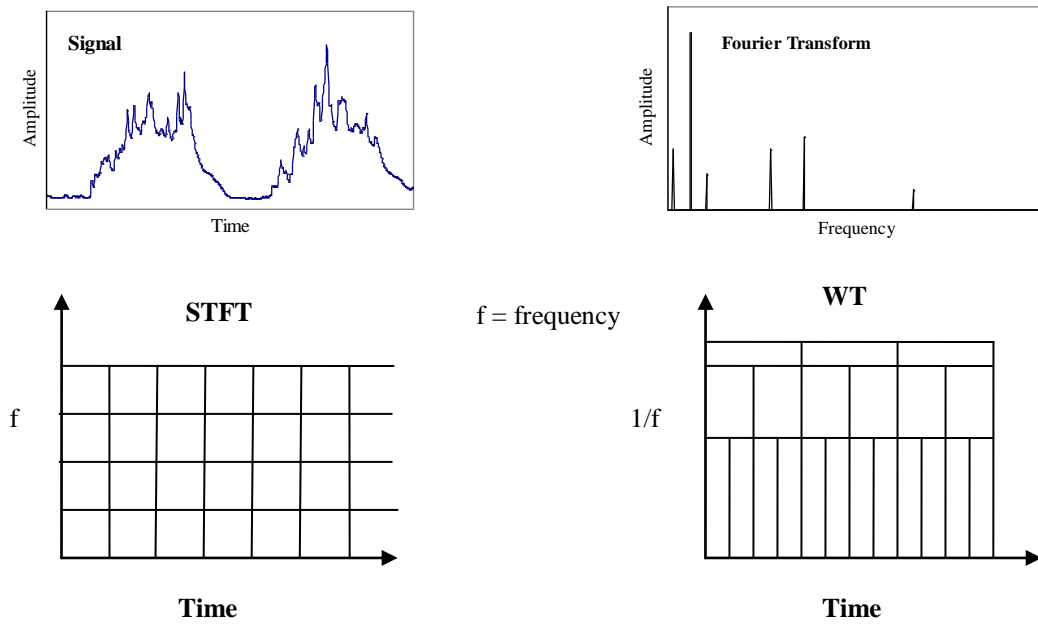 Signal
Amplitude
Time
Fourier Transform
Amplitude
Frequency
STFT
f
Time
f = frequency
WT
1/f
Time